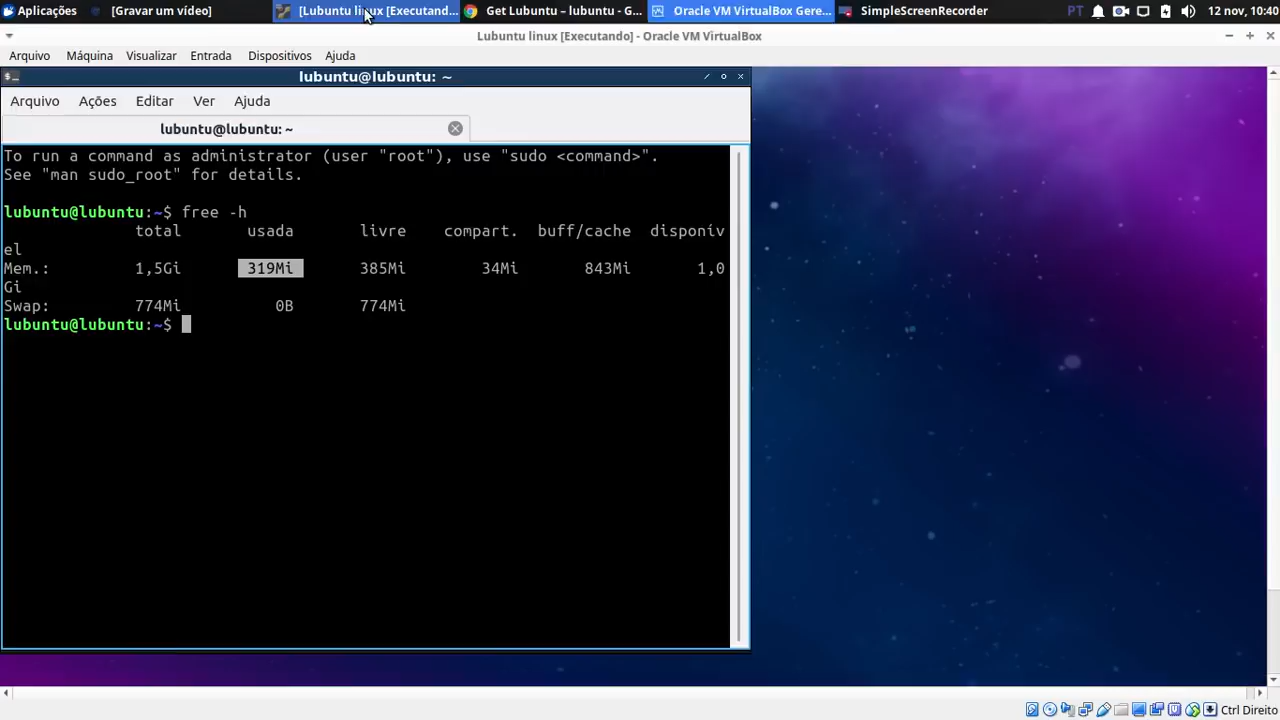 Aplicações [Gravar um vídeo] [Lubuntu linux [Executand... Get Lubuntu – lubuntu - G... Oracle VM VirtualBox Gere... SimpleScreenRecorder PT 12 nov, 10:40
Lubuntu linux [Executando] - Oracle VM VirtualBox
Arquivo Máquina Visualizar Entrada Dispositivos Ajuda
lubuntu@lubuntu: ~
Arquivo Ações Editar Ver Ajuda
lubuntu@lubuntu: ~
To run a command as administrator (user "root"), use "sudo <command>".
See "man sudo_root" for details.
lubuntu@lubuntu:~$ free -h
total usada livre compart. buff/cache disponív
el
Mem.: 1,5Gi 319Mi 385Mi 34Mi 843Mi 1,0
Gi
Swap: 774Mi 0B 774Mi
lubuntu@lubuntu:~$
Ctrl Direito